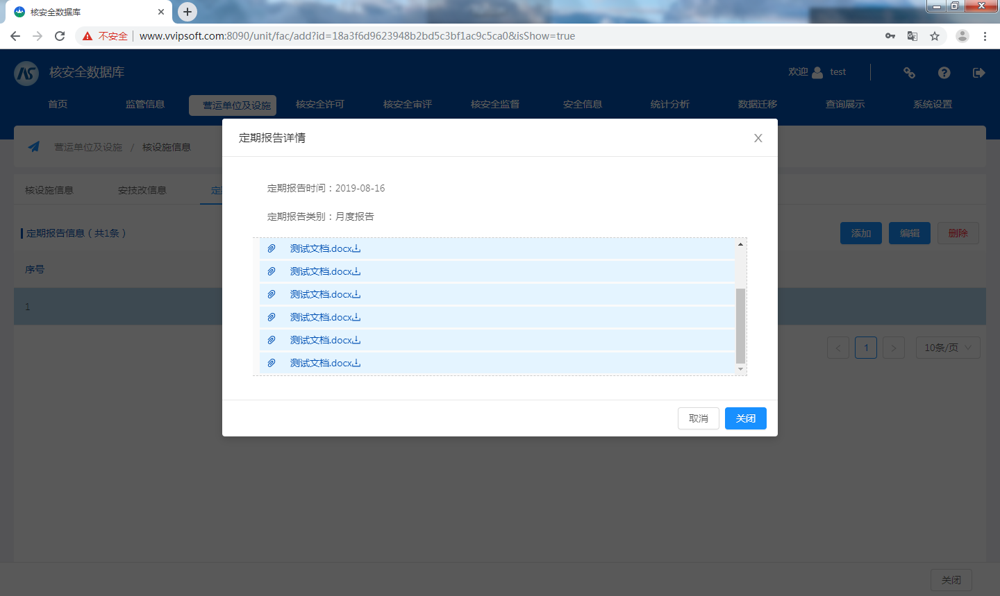 核安全数据库
不安全 www.vvipsoft.com:8090/unit/fac/add?id=18a3f6d9623948b2bd5c3bf1ac9c5ca0&isShow=true
核安全数据库 欢迎 test
首页 监管信息 营运单位及设施 核安全许可 核安全审评 核安全监督 安全信息 统计分析 数据迁移 查询展示 系统设置
营运单位及设施 / 核设施信息
核设施信息 安技改信息
定期报告信息（共1条） 添加 编辑 删除
序号
1
1 10条/页
定期报告详情 X
定期报告时间：2019-08-16
定期报告类别：月度报告
测试文档.docx
测试文档.docx
测试文档.docx
测试文档.docx
测试文档.docx
测试文档.docx
取消 关闭
关闭